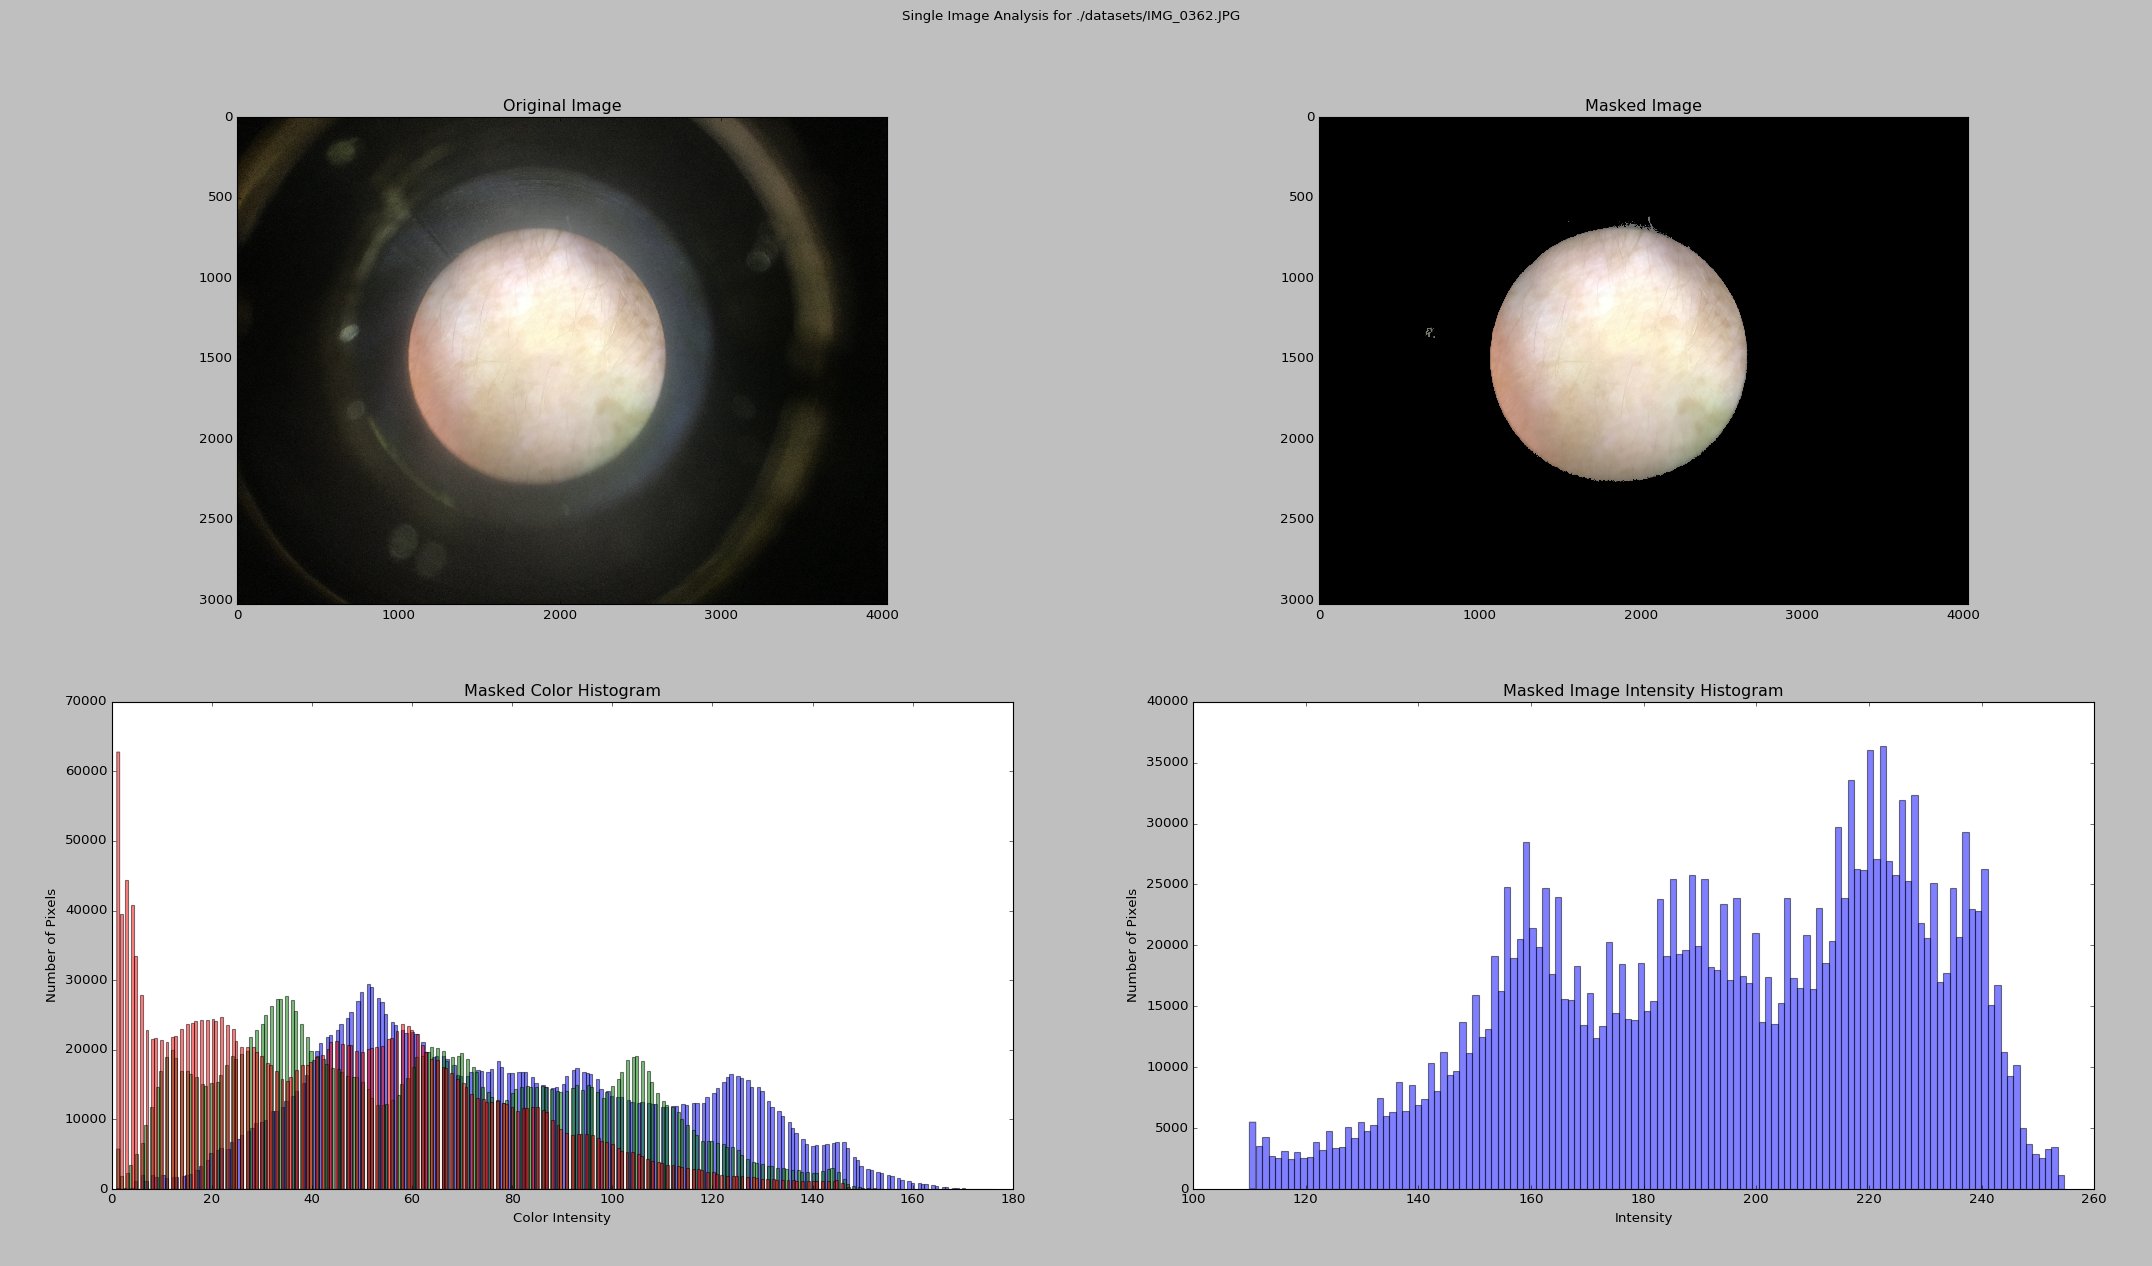 Single Image Analysis for ./datasets/IMG_0362.JPG
Original Image
0
500
1000
1500
2000
2500
3000
0 1000 2000 3000 4000
Masked Image
0
500
1000
1500
2000
2500
3000
0 1000 2000 3000 4000
Masked Color Histogram
70000
60000
50000
40000
30000
20000
10000
0
Number of Pixels
0 20 40 60 80 100 120 140 160 180
Color Intensity
Masked Image Intensity Histogram
40000
35000
30000
25000
20000
15000
10000
5000
0
Number of Pixels
100 120 140 160 180 200 220 240 260
Intensity